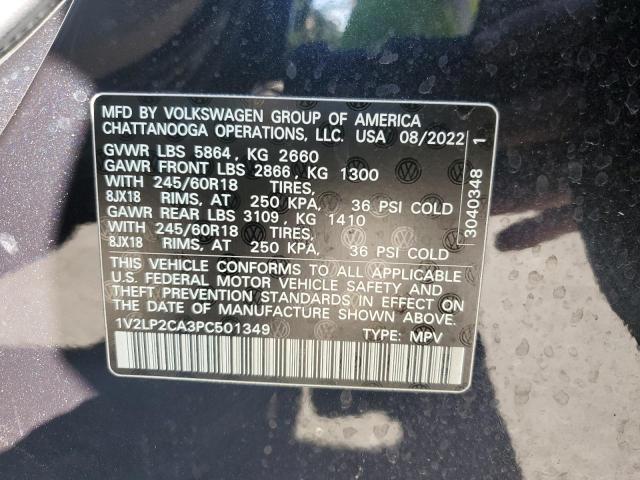 MFD BY VOLKSWAGEN GROUP OF AMERICA
CHATTANOOGA OPERATIONS, LLC. USA 08/2022
GVWR LBS 5864, KG 2660
GAWR FRONT LBS 2866, KG 1300
WITH 245/60R18 TIRES,
8JX18 RIMS, AT 250 KPA, 36 PSI COLD
GAWR REAR LBS 3109, KG 1410
WITH 245/60R18 TIRES,
8JX18 RIMS, AT 250 KPA, 36 PSI COLD
THIS VEHICLE CONFORMS TO ALL APPLICABLE
U.S. FEDERAL MOTOR VEHICLE SAFETY AND
THEFT PREVENTION STANDARDS IN EFFECT ON
THE DATE OF MANUFACTURE SHOWN ABOVE.
1V2LP2CA3PC501349 TYPE: MPV
3040348 1